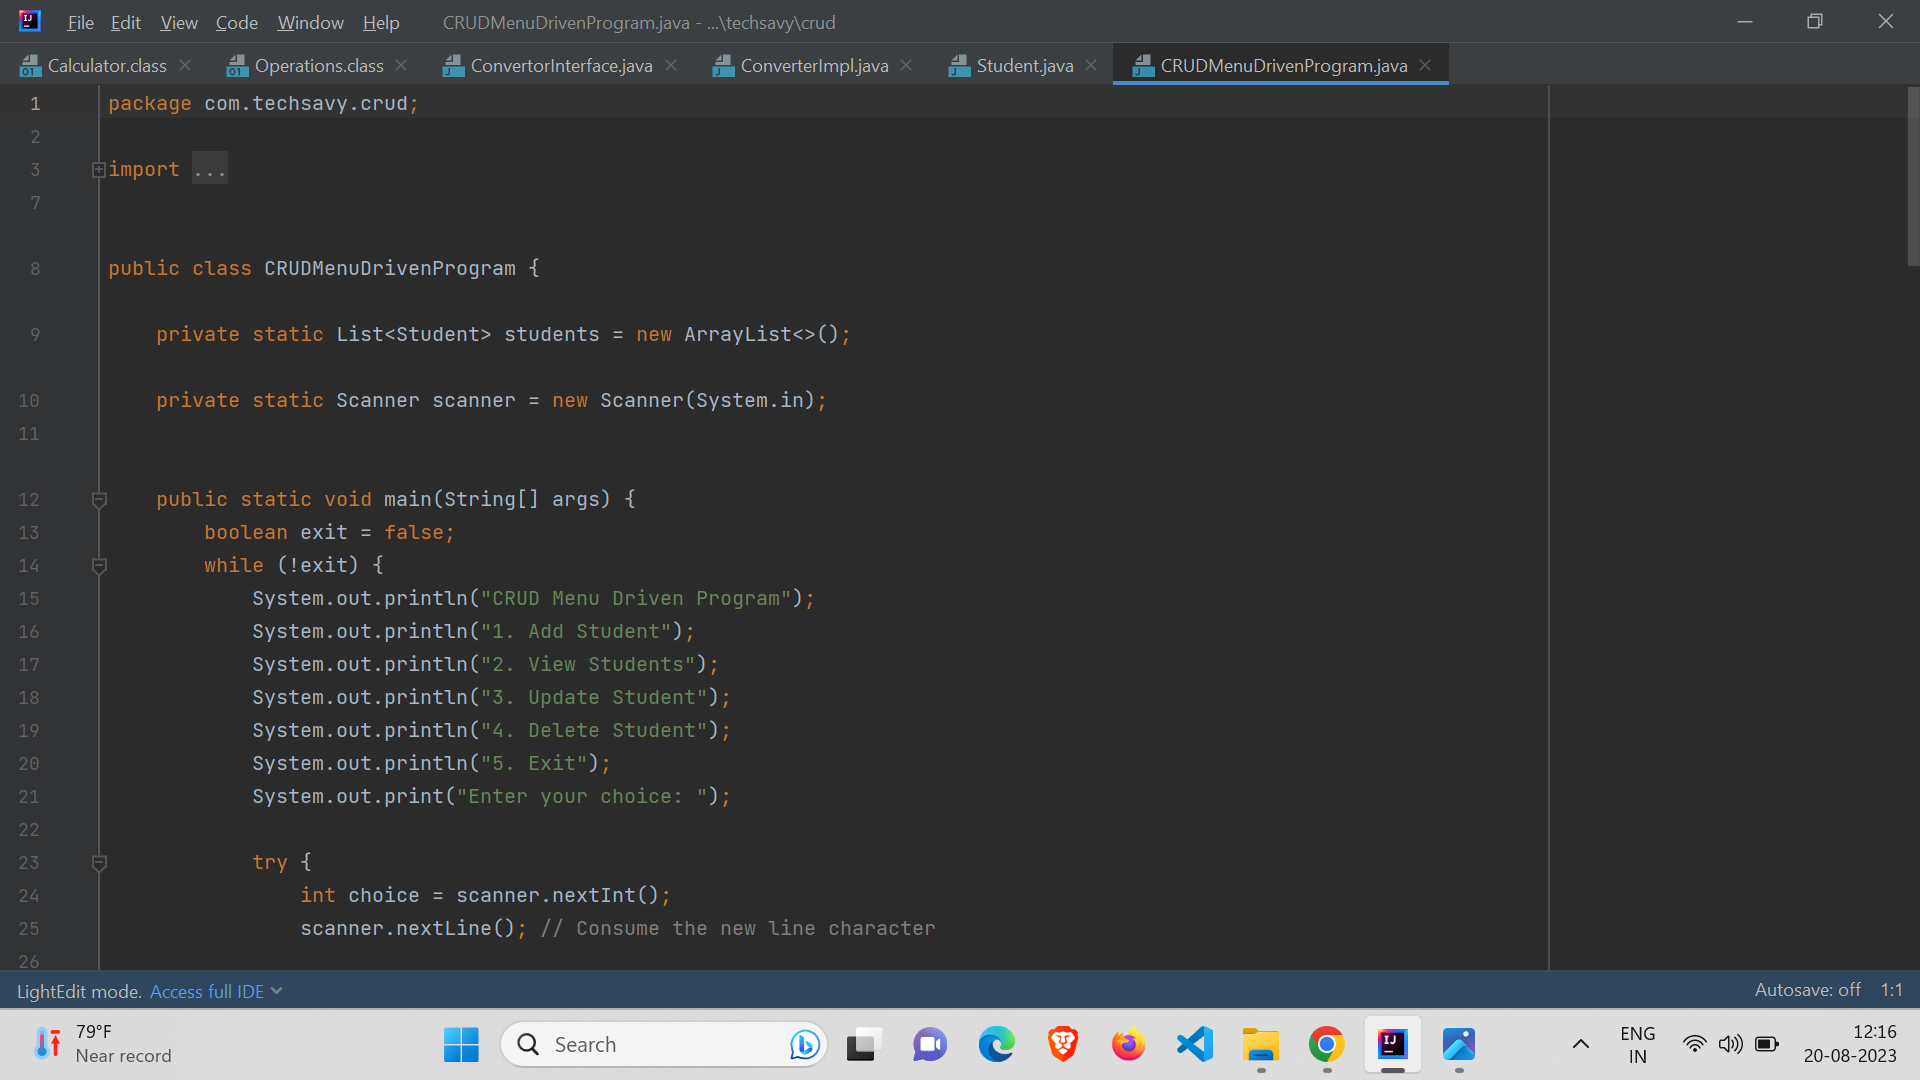 File Edit View Code Window Help CRUDMenuDrivenProgram.java - ...\techsavy\crud
Calculator.class Operations.class ConvertorInterface.java ConverterImpl.java Student.java CRUDMenuDrivenProgram.java
1 package com.techsavy.crud;
2
3 import ...
7
8 public class CRUDMenuDrivenProgram {
9 private static List<Student> students = new ArrayList<>();
10 private static Scanner scanner = new Scanner(System.in);
11
12 public static void main(String[] args) {
13 boolean exit = false;
14 while (!exit) {
15 System.out.println("CRUD Menu Driven Program");
16 System.out.println("1. Add Student");
17 System.out.println("2. View Students");
18 System.out.println("3. Update Student");
19 System.out.println("4. Delete Student");
20 System.out.println("5. Exit");
21 System.out.print("Enter your choice: ");
22
23 try {
24 int choice = scanner.nextInt();
25 scanner.nextLine(); // Consume the new line character
26
LightEdit mode. Access full IDE Autosave: off 1:1
79°F
Near record
Search
ENG
IN
12:16
20-08-2023